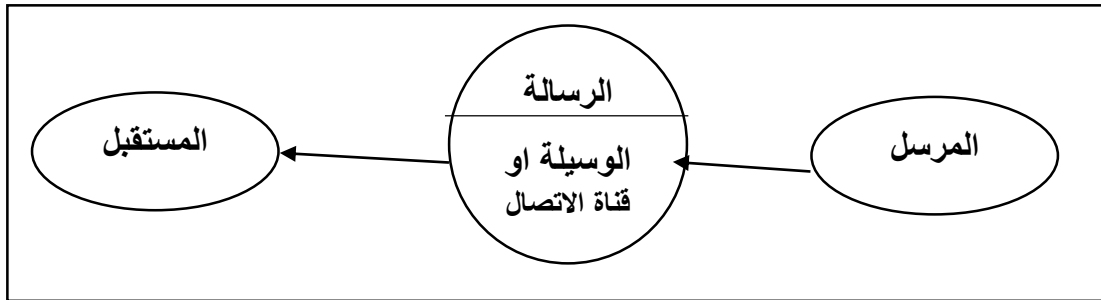 المرسل
الرسالة
الوسيلة او
قناة الاتصال
المستقبل